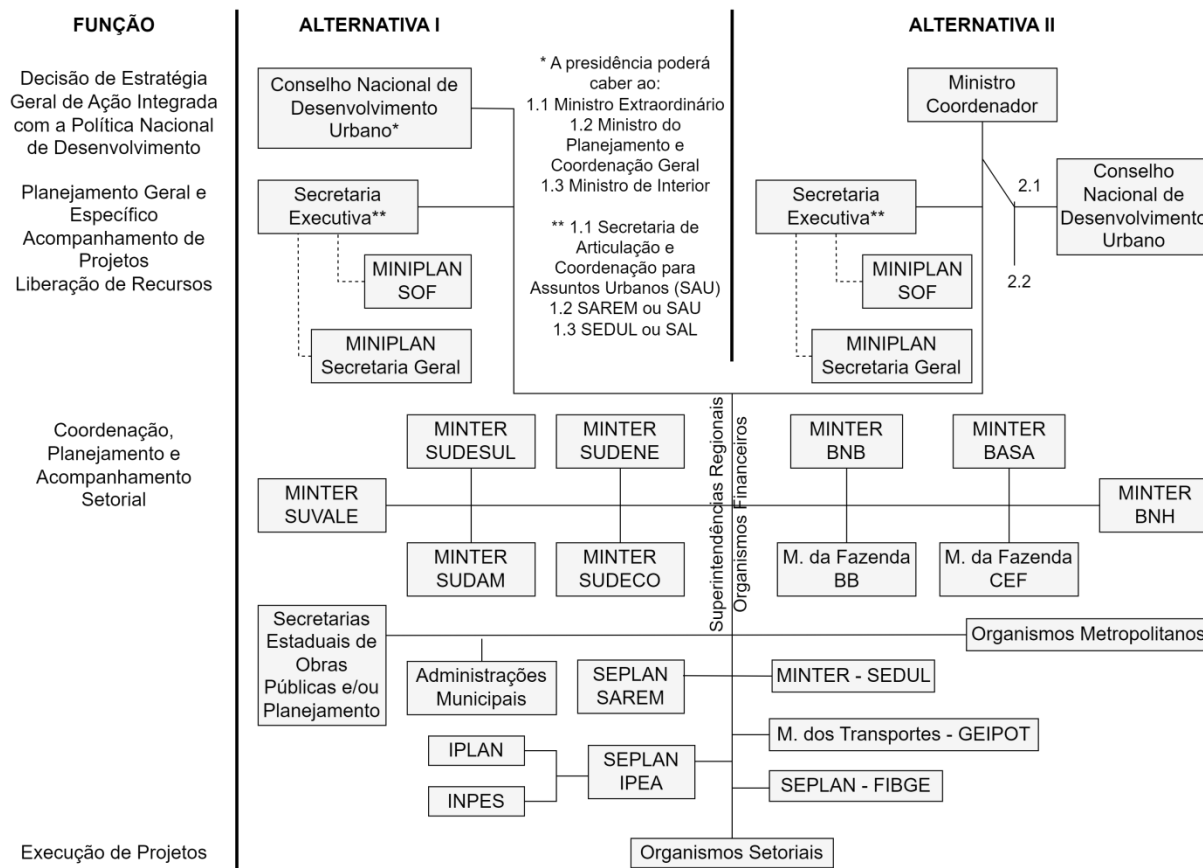 FUNÇÃO
ALTERNATIVA I
ALTERNATIVA II
Decisão de Estratégia
Geral de Ação Integrada
com a Política Nacional
de Desenvolvimento
Conselho Nacional de
Desenvolvimento
Urbano*
* A presidência poderá
caber ao:
1.1 Ministro Extraordinário
1.2 Ministro do
Planejamento e
Coordenação Geral
1.3 Ministro de Interior
Ministro
Coordenador
Planejamento Geral e
Específico
Acompanhamento de
Projetos
Liberação de Recursos
Secretaria
Executiva**
MINIPLAN
SOF
MINIPLAN
Secretaria Geral
** 1.1 Secretaria de
Articulação e
Coordenação para
Assuntos Urbanos (SAU)
1.2 SAREM ou SAU
1.3 SEDUL ou SAL
Secretaria
Executiva**
MINIPLAN
SOF
MINIPLAN
Secretaria Geral
2.1
2.2
Conselho
Nacional de
Desenvolvimento
Urbano
Coordenação,
Planejamento e
Acompanhamento
Setorial
MINTER
SUDESUL
MINTER
SUDENE
MINTER
BNB
MINTER
BASA
MINTER
SUVALE
Superintendências Regionais
Organismos Financeiros
MINTER
BNH
MINTER
SUDAM
MINTER
SUDECO
M. da Fazenda
BB
M. da Fazenda
CEF
Secretarias
Estaduais de
Obras
Públicas e/ou
Planejamento
Organismos Metropolitanos
Administrações
Municipais
SEPLAN
SAREM
MINTER - SEDUL
M. dos Transportes - GEIPOT
IPLAN
INPES
SEPLAN
IPEA
SEPLAN - FIBGE
Execução de Projetos
Organismos Setoriais